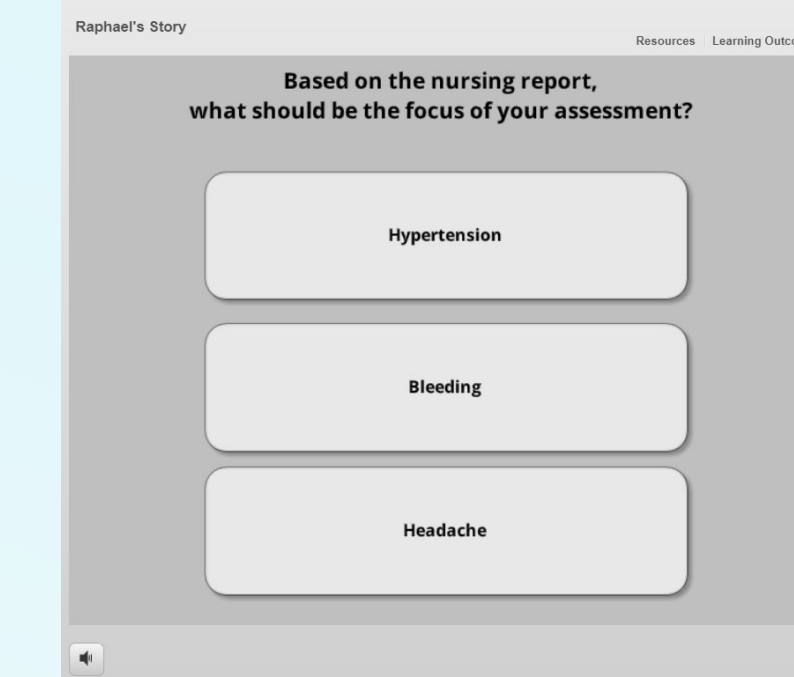 Raphael's Story
Resources
Based on the nursing report,
what should be the focus of your assessment?
Hypertension
Bleeding
Headache